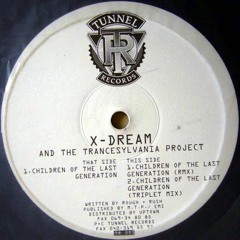 TUNNEL
TR
RECORDS
X-DREAM
AND THE TRANCESYLVANIA PROJECT
THAT SIDE
1.CHILDREN OF THE LAST
GENERATION
THIS SIDE
1.CHILDREN OF THE LAST
GENERATION (RMX)
2.CHILDREN OF THE LAST
GENERATION
(TRIPLET MIX)
WRITTEN BY ROUGH + RUSH
PUBLISHED BY M.T.P./ EMI
DISTRIBUTED BY UPTOWN